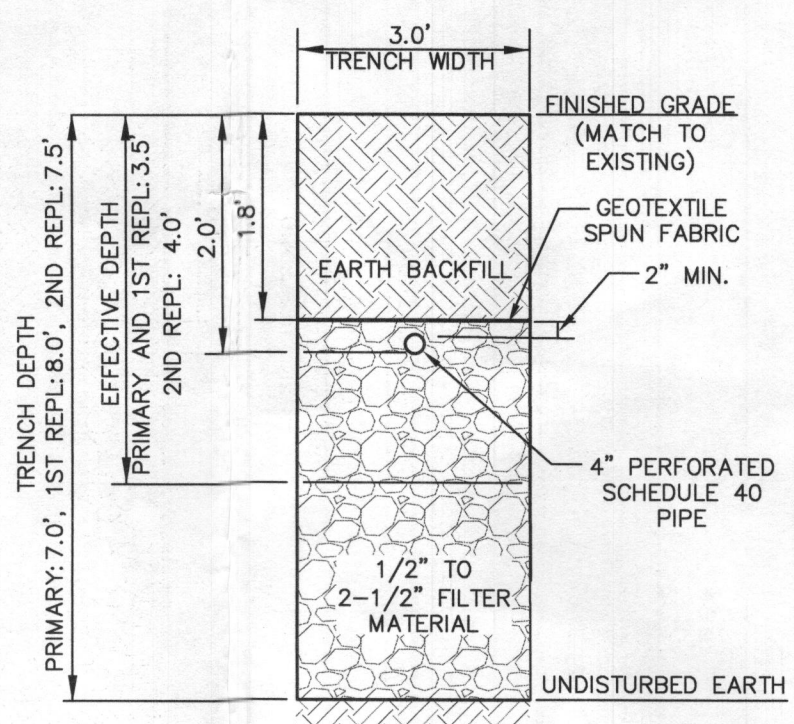 3.0'
TRENCH WIDTH
FINISHED GRADE
(MATCH TO
EXISTING)
GEOTEXTILE
SPUN FABRIC
2" MIN.
EARTH BACKFILL
4" PERFORATED
SCHEDULE 40
PIPE
1/2" TO
2-1/2" FILTER
MATERIAL
UNDISTURBED EARTH
TRENCH DEPTH
PRIMARY: 7.0', 1ST REPL: 8.0', 2ND REPL: 7.5'
EFFECTIVE DEPTH
PRIMARY AND 1ST REPL: 3.5'
2ND REPL: 4.0'
2.0'
1.8'